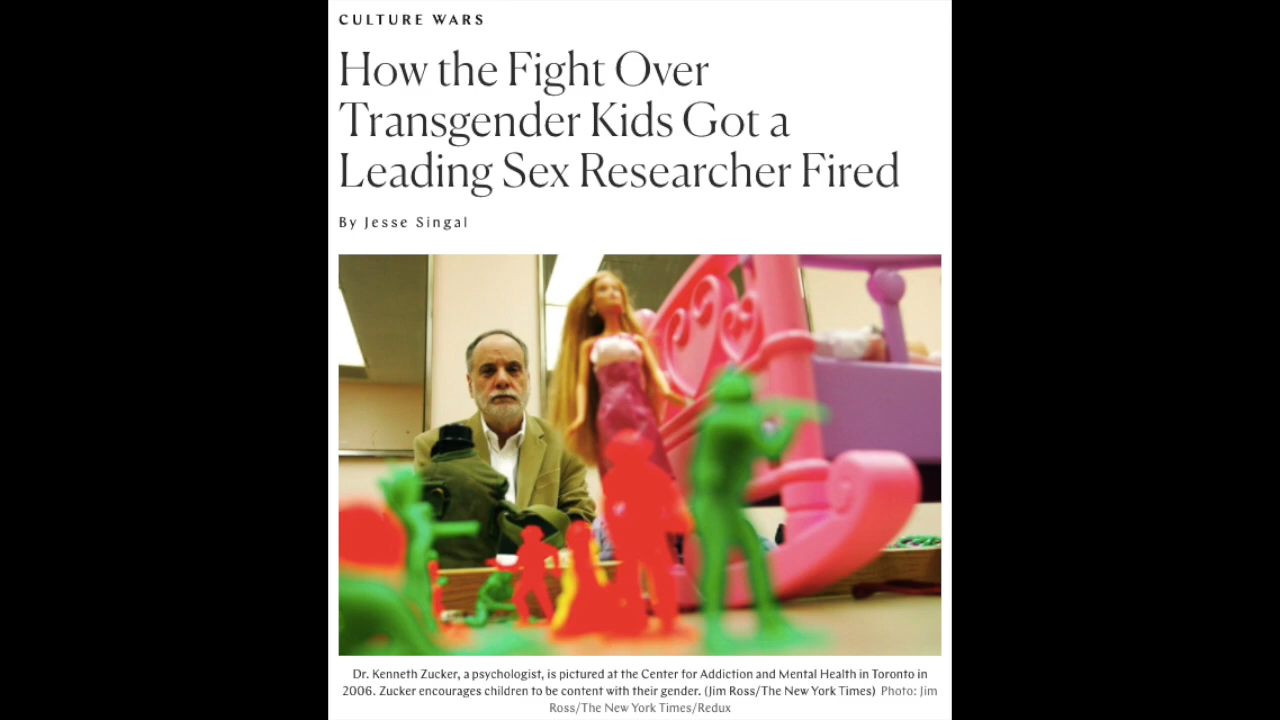 CULTURE WARS
How the Fight Over
Transgender Kids Got a
Leading Sex Researcher Fired
By Jesse Singal
Dr. Kenneth Zucker, a psychologist, is pictured at the Center for Addiction and Mental Health in Toronto in
2006. Zucker encourages children to be content with their gender. (Jim Ross/The New York Times) Photo: Jim
Ross/The New York Times/Redux